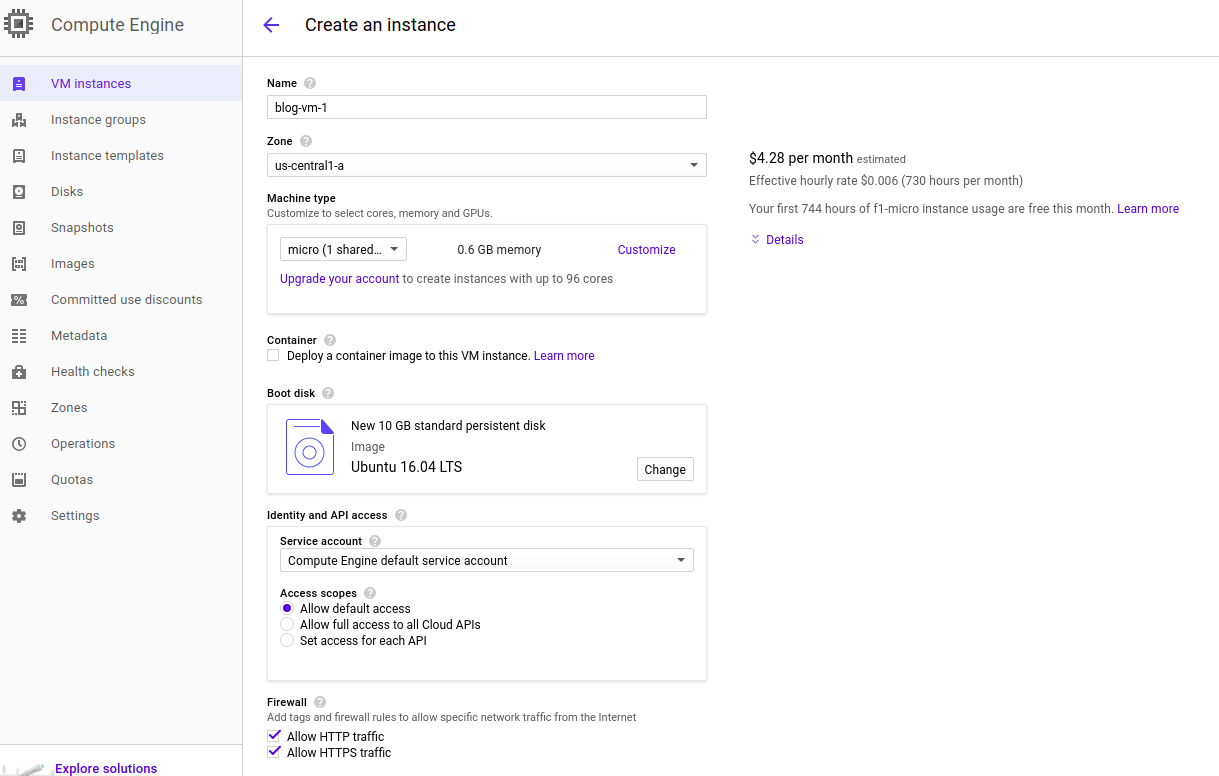 Compute Engine
VM instances
Instance groups
Instance templates
Disks
Snapshots
Images
Committed use discounts
Metadata
Health checks
Zones
Operations
Quotas
Settings
Explore solutions
Create an instance
Name ?
blog-vm-1
Zone ?
us-central1-a
Machine type
Customize to select cores, memory and GPUs.
micro (1 shared... 0.6 GB memory Customize
Upgrade your account to create instances with up to 96 cores
Container ?
Deploy a container image to this VM instance. Learn more
Boot disk ?
New 10 GB standard persistent disk
Image
Ubuntu 16.04 LTS
Change
Identity and API access ?
Service account ?
Compute Engine default service account
Access scopes ?
Allow default access
Allow full access to all Cloud APIs
Set access for each API
Firewall ?
Add tags and firewall rules to allow specific network traffic from the Internet
Allow HTTP traffic
Allow HTTPS traffic
$4.28 per month estimated
Effective hourly rate $0.006 (730 hours per month)
Your first 744 hours of f1-micro instance usage are free this month. Learn more
Details